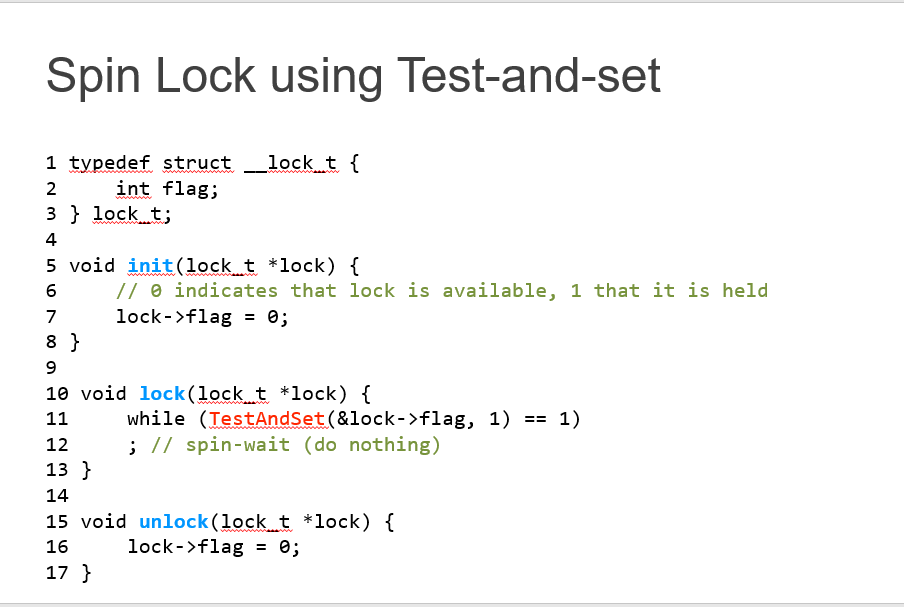 Spin Lock using Test-and-set
1 typedef struct __lock_t {
2     int flag;
3 } lock_t;
4
5 void init(lock_t *lock) {
6     // 0 indicates that lock is available, 1 that it is held
7     lock->flag = 0;
8 }
9
10 void lock(lock_t *lock) {
11     while (TestAndSet(&lock->flag, 1) == 1)
12     ; // spin-wait (do nothing)
13 }
14
15 void unlock(lock_t *lock) {
16     lock->flag = 0;
17 }